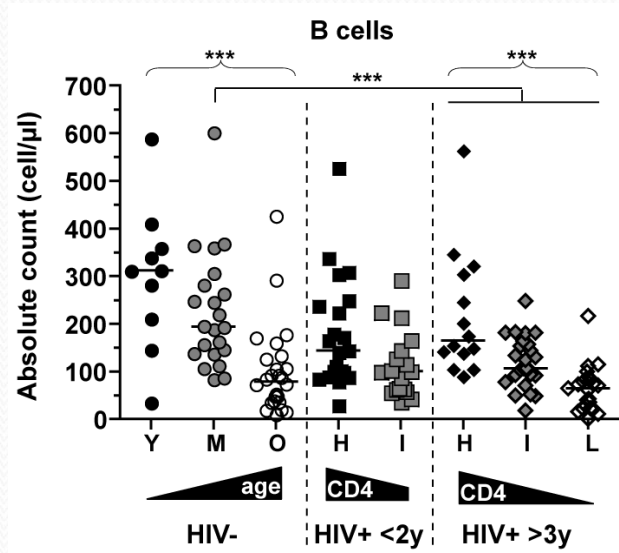 B cells
*** *** ***
Absolute count (cell/µl)
700
600
500
400
300
200
100
0
Y M O H I H I L
age CD4 CD4
HIV- HIV+ <2y HIV+ >3y